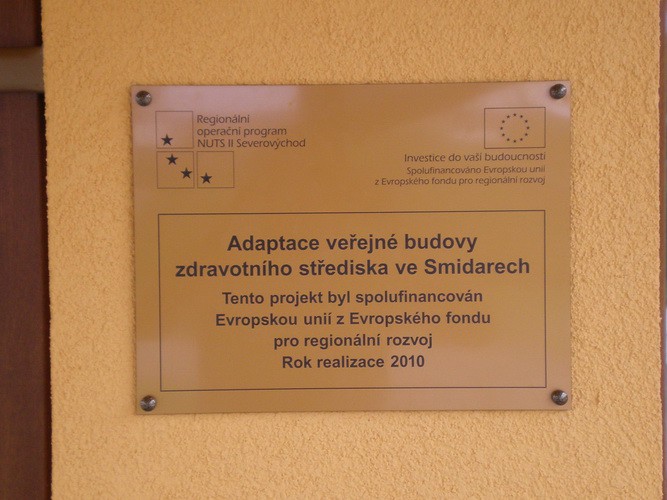 Regionální
operační program
NUTS II Severovýchod
Investice do vaší budoucnosti
Spolufinancováno Evropskou unií
z Evropského fondu pro regionální rozvoj
Adaptace veřejné budovy
zdravotního střediska ve Smidarech
Tento projekt byl spolufinancován
Evropskou unií z Evropského fondu
pro regionální rozvoj
Rok realizace 2010